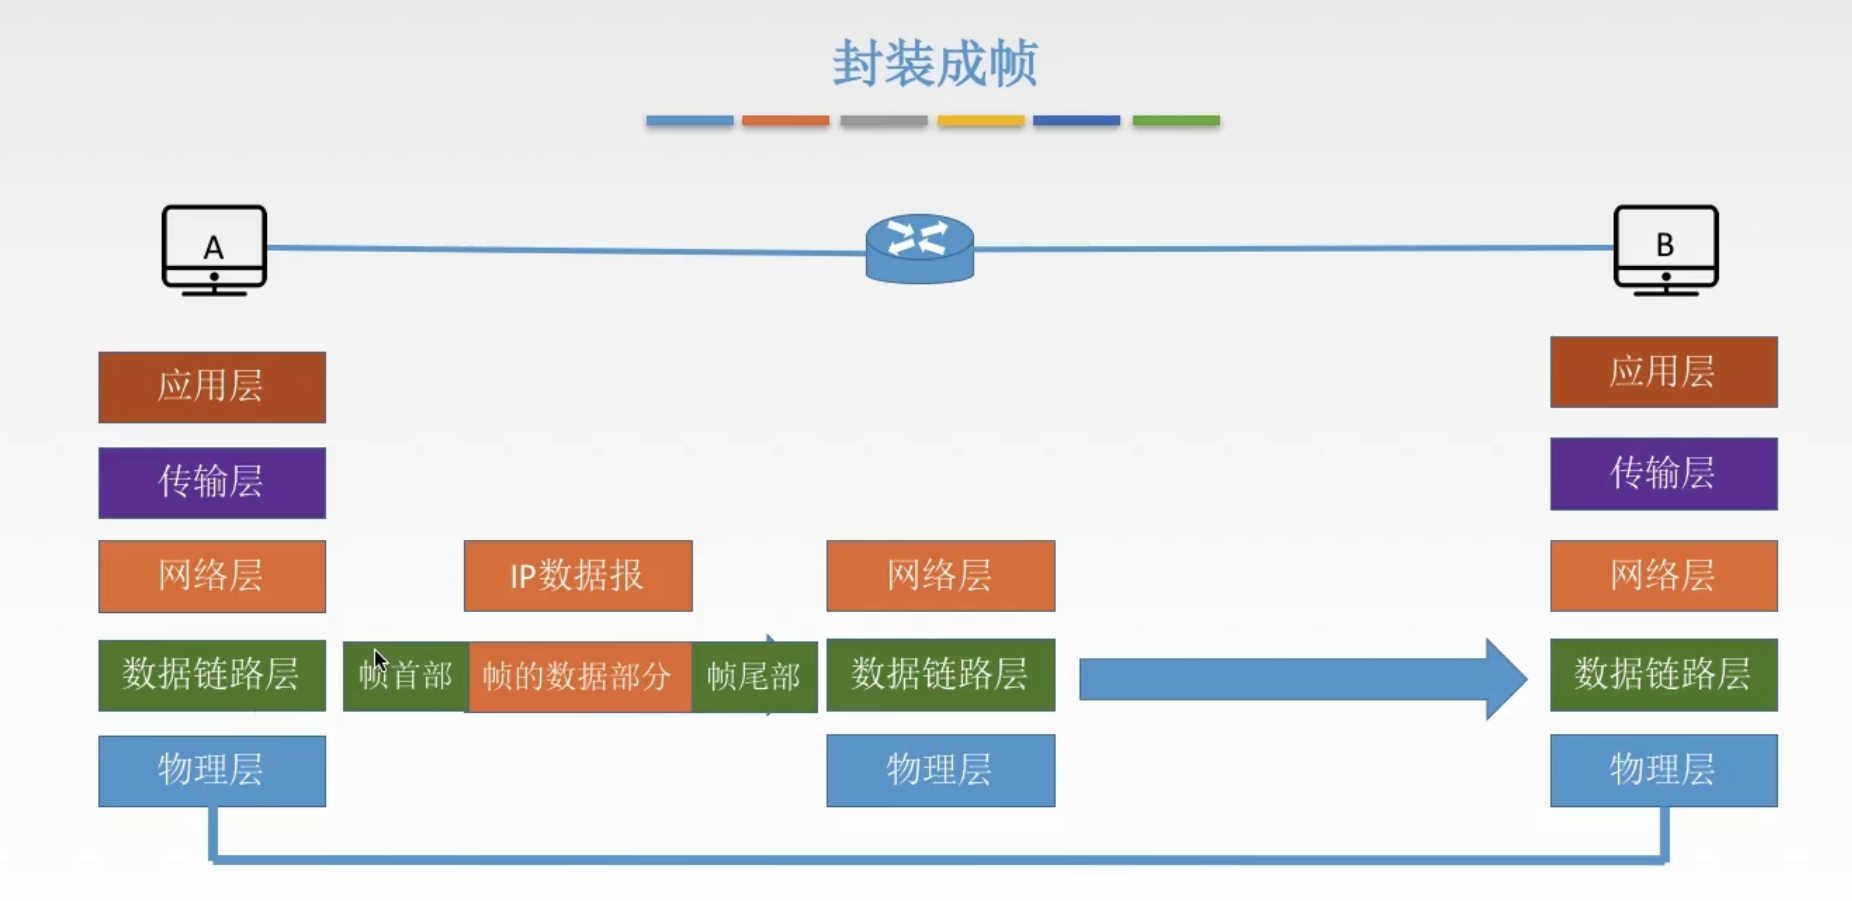 封装成帧
A
B
应用层
应用层
传输层
传输层
网络层
IP数据报
网络层
网络层
数据链路层
帧首部
帧的数据部分
帧尾部
数据链路层
数据链路层
物理层
物理层
物理层